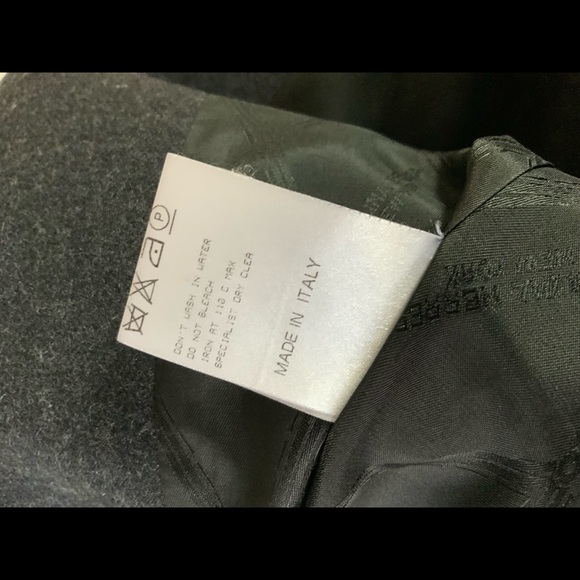 DON'T WASH IN WATER
DO NOT BLEACH
IRON AT 110 C MAX
SPECIALIST DRY CLEA
MADE IN ITALY
P